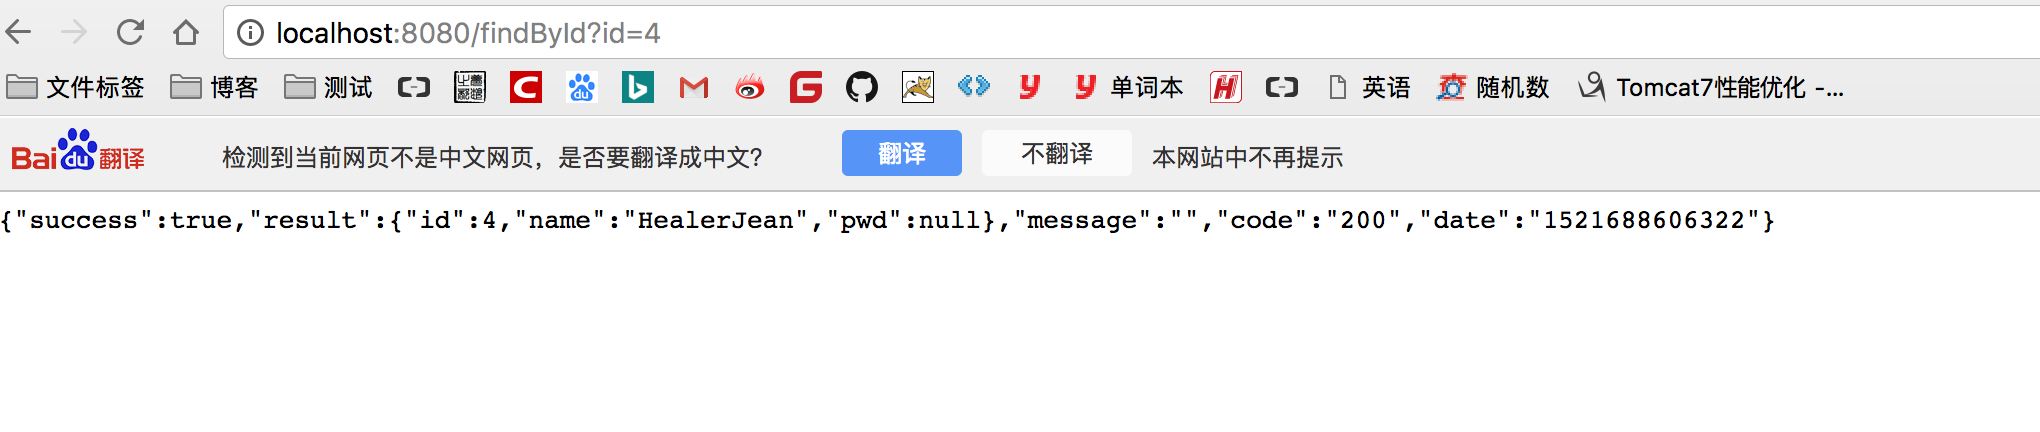 localhost:8080/findById?id=4
文件标签 博客 测试 C du b G y y 单词本 H 英语 查 随机数 Tomcat7性能优化 -...
Bai du 翻译 检测到当前网页不是中文网页，是否要翻译成中文? 翻译 不翻译 本网站中不再提示
{"success":true,"result":{"id":4,"name":"HealerJean","pwd":null},"message":"","code":"200","date":"1521688606322"}